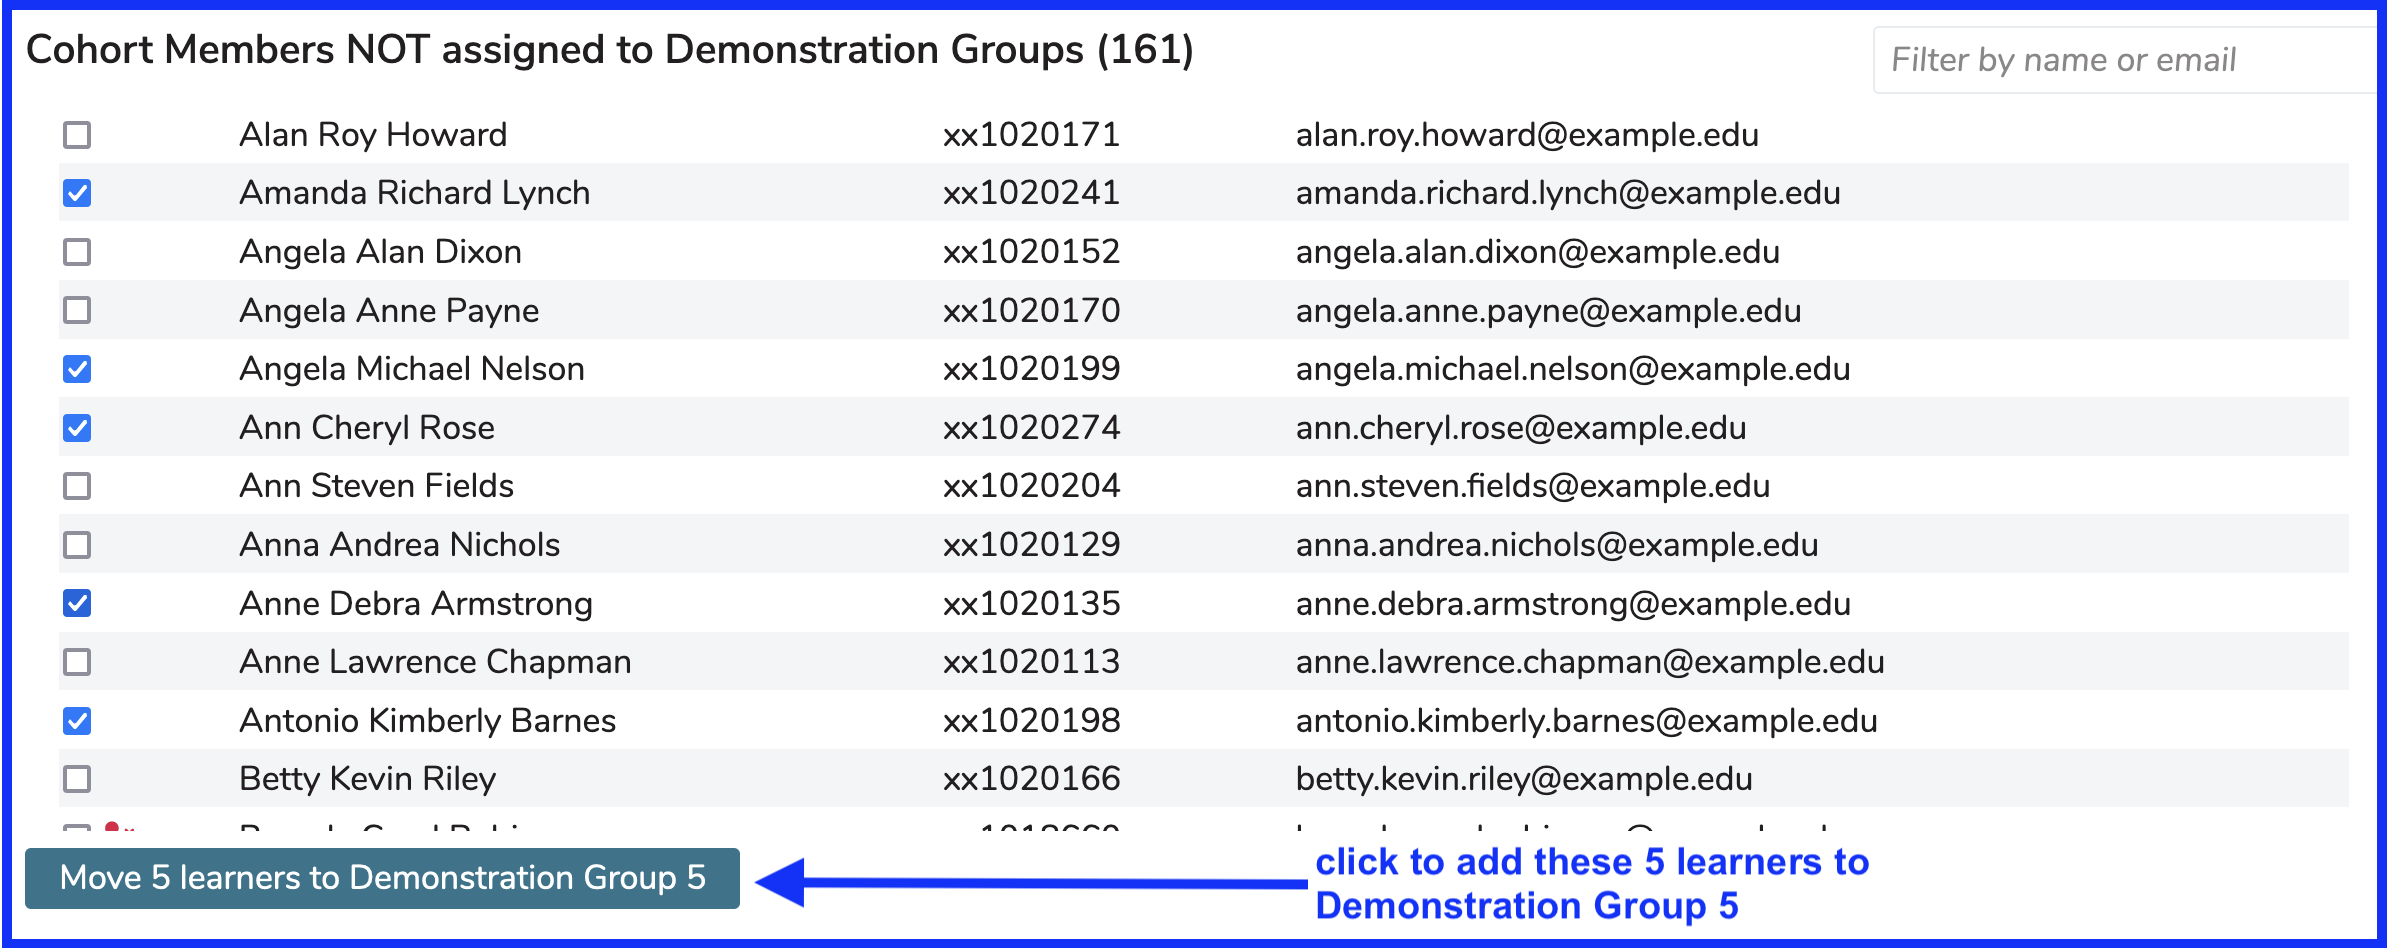 Cohort Members NOT assigned to Demonstration Groups (161)
Filter by name or email
Alan Roy Howard xx1020171 alan.roy.howard@example.edu
Amanda Richard Lynch xx1020241 amanda.richard.lynch@example.edu
Angela Alan Dixon xx1020152 angela.alan.dixon@example.edu
Angela Anne Payne xx1020170 angela.anne.payne@example.edu
Angela Michael Nelson xx1020199 angela.michael.nelson@example.edu
Ann Cheryl Rose xx1020274 ann.cheryl.rose@example.edu
Ann Steven Fields xx1020204 ann.steven.fields@example.edu
Anna Andrea Nichols xx1020129 anna.andrea.nichols@example.edu
Anne Debra Armstrong xx1020135 anne.debra.armstrong@example.edu
Anne Lawrence Chapman xx1020113 anne.lawrence.chapman@example.edu
Antonio Kimberly Barnes xx1020198 antonio.kimberly.barnes@example.edu
Betty Kevin Riley xx1020166 betty.kevin.riley@example.edu
Move 5 learners to Demonstration Group 5
click to add these 5 learners to
Demonstration Group 5